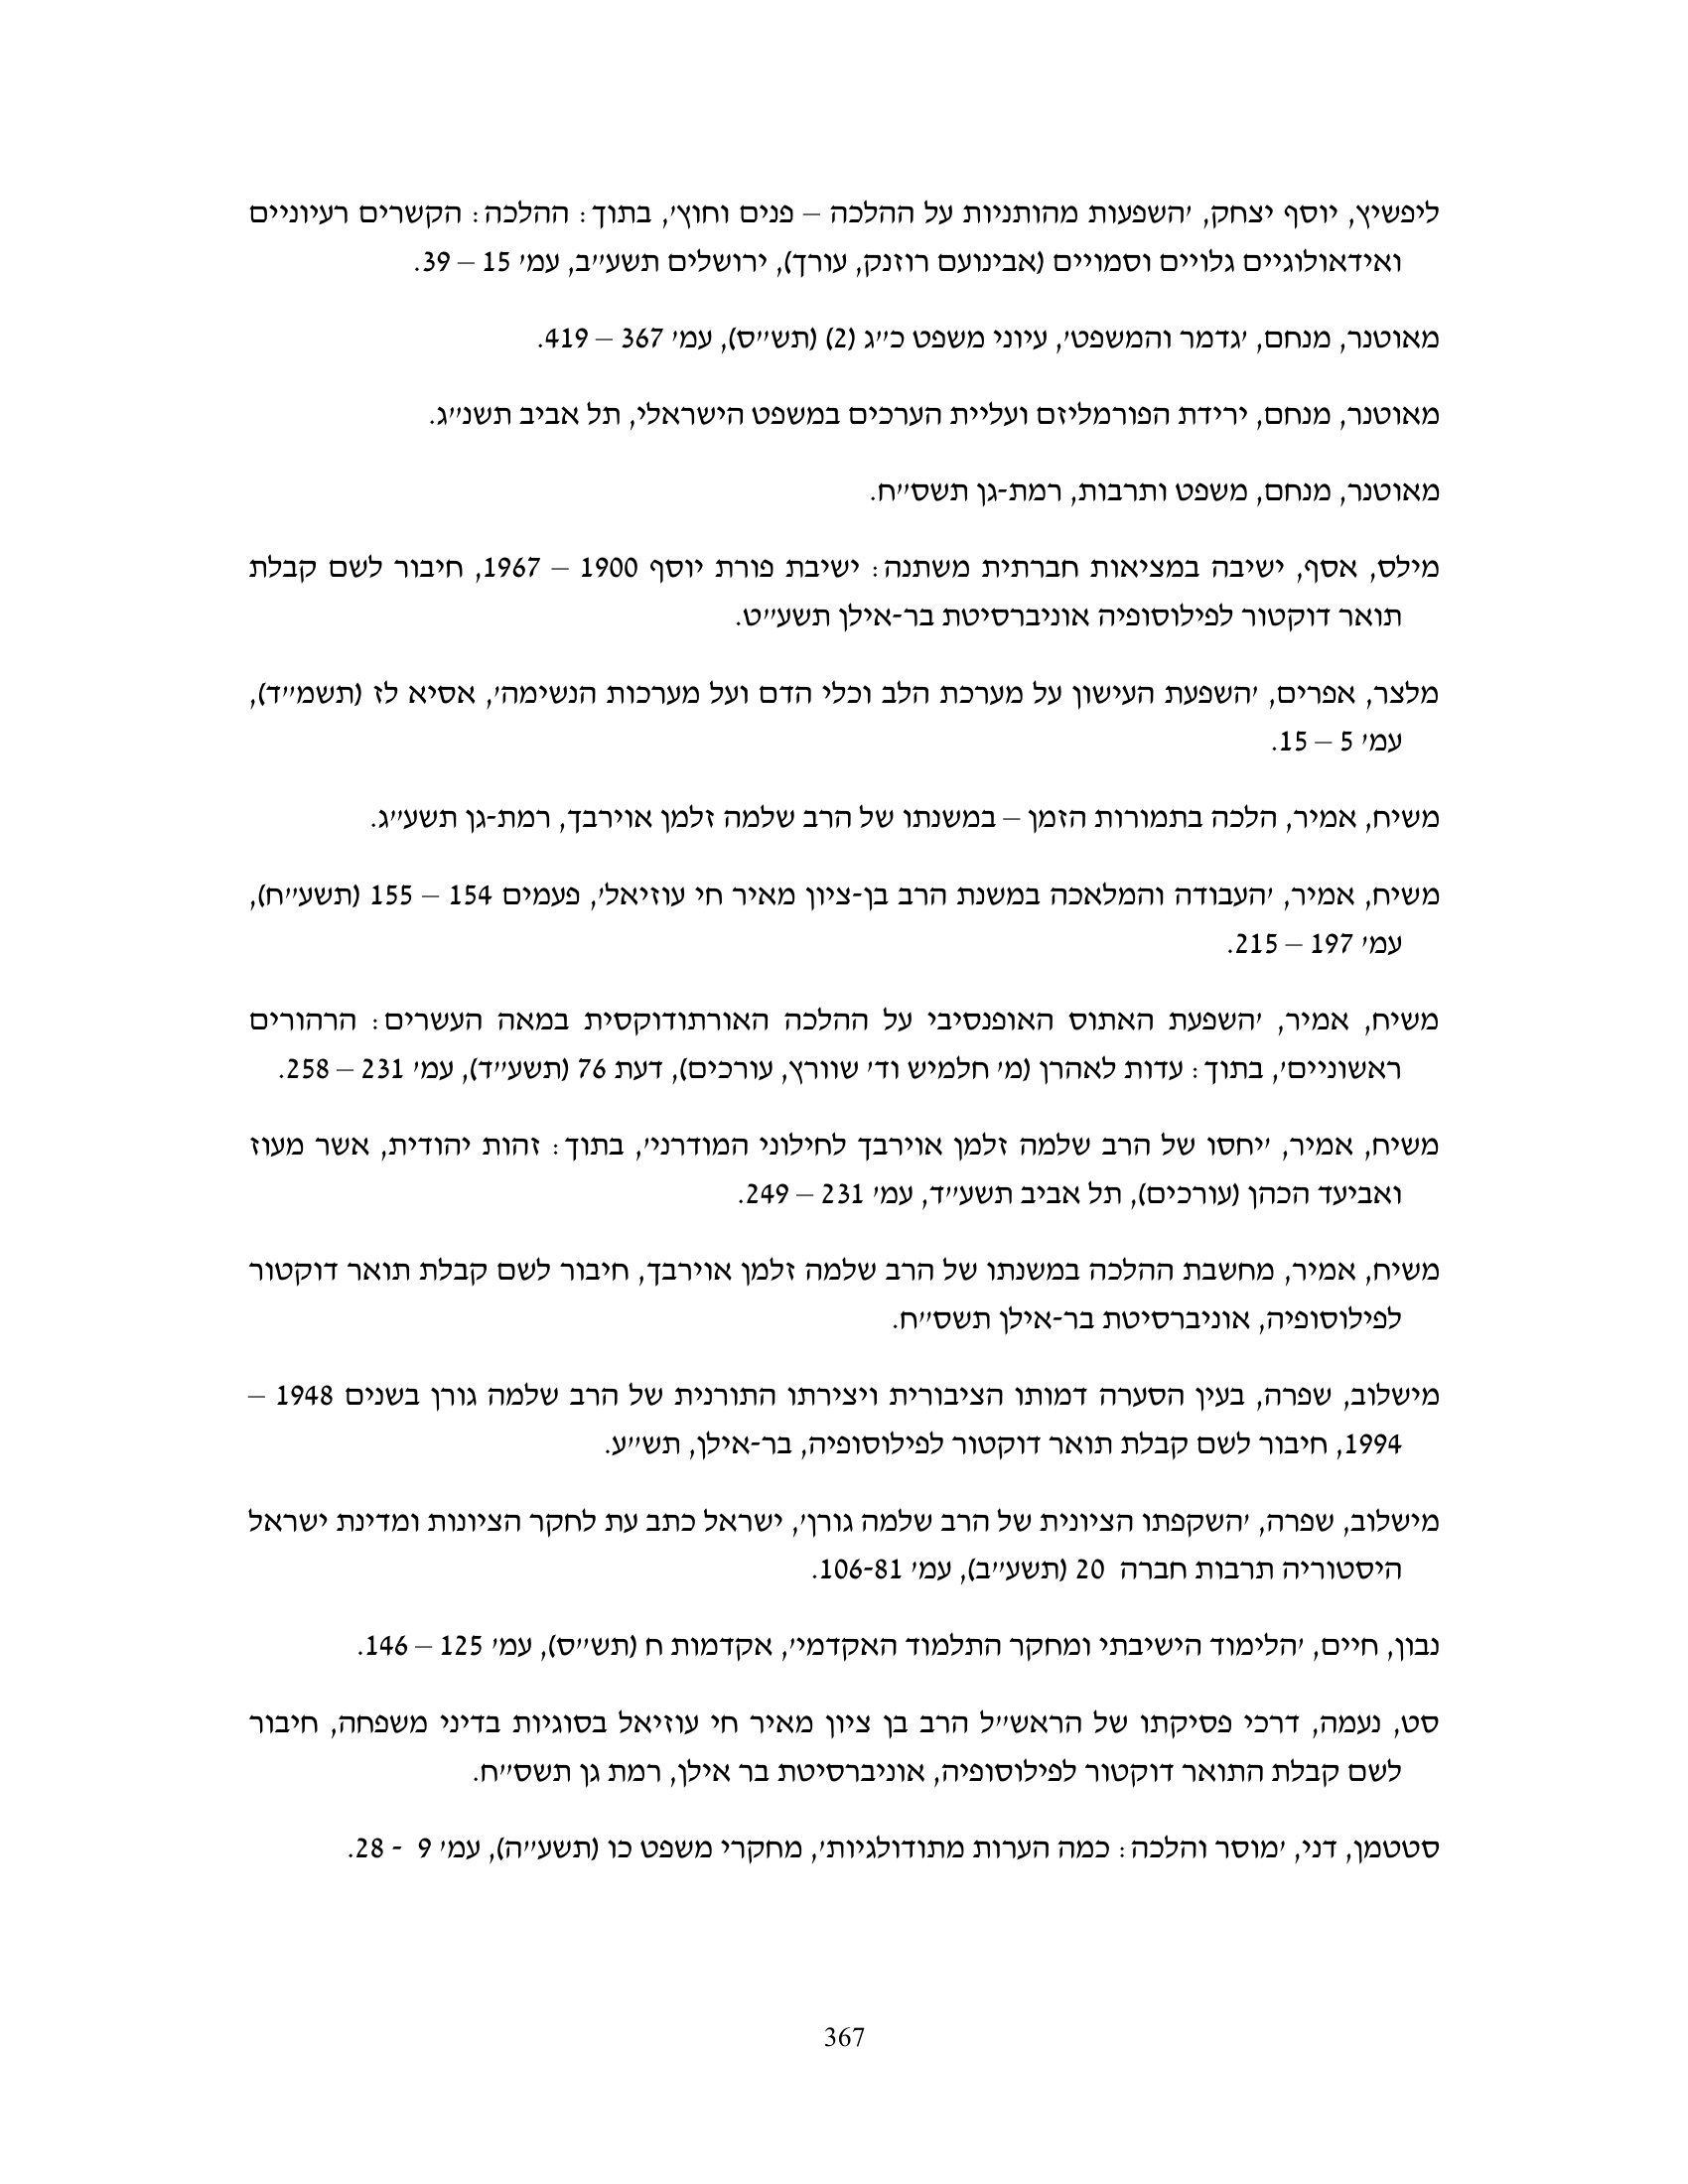 ליפשיץ, יוסף יצחק, 'השפעות מהותניות על ההלכה – פנים וחוץ', בתוך: ההלכה: הקשרים רעיוניים
ואידאולוגיים גלויים וסמויים (אבינועם רוזנק, עורך), ירושלים תשע"ב, עמ' 15 – 39.
מאוטנר, מנחם, 'גדמר והמשפט', עיוני משפט כ"ג (2) (תש"ס), עמ' 367 – 419.
מאוטנר, מנחם, ירידת הפורמליזם ועליית הערכים במשפט הישראלי, תל אביב תשנ"ג.
מאוטנר, מנחם, משפט ותרבות, רמת-גן תשס"ח.
מילס, אסף, ישיבה במציאות חברתית משתנה: ישיבת פורת יוסף 1900 – 1967, חיבור לשם קבלת
תואר דוקטור לפילוסופיה אוניברסיטת בר-אילן תשע"ט.
מלצר, אפרים, 'השפעת העישון על מערכת הלב וכלי הדם ועל מערכות הנשימה', אסיא לז (תשמ"ד),
עמ' 5 – 15.
משיח, אמיר, הלכה בתמורות הזמן – במשנתו של הרב שלמה זלמן אוירבך, רמת-גן תשע"ג.
משיח, אמיר, 'העבודה והמלאכה במשנת הרב בן-ציון מאיר חי עוזיאל', פעמים 154 – 155 (תשע"ח),
עמ' 197 – 215.
משיח, אמיר, 'השפעת האתוס האופנסיבי על ההלכה האורתודוקסית במאה העשרים: הרהורים
ראשוניים', בתוך: עדות לאהרן (מ' חלמיש וד' שוורץ, עורכים), דעת 76 (תשע"ד), עמ' 231 – 258.
משיח, אמיר, 'יחסו של הרב שלמה זלמן אוירבך לחילוני המודרני', בתוך: זהות יהודית, אשר מעוז
ואביעד הכהן (עורכים), תל אביב תשע"ד, עמ' 231 – 249.
משיח, אמיר, מחשבת ההלכה במשנתו של הרב שלמה זלמן אוירבך, חיבור לשם קבלת תואר דוקטור
לפילוסופיה, אוניברסיטת בר-אילן תשס"ח.
מישלוב, שפרה, בעין הסערה דמותו הציבורית ויצירתו התורנית של הרב שלמה גורן בשנים 1948 –
1994, חיבור לשם קבלת תואר דוקטור לפילוסופיה, בר-אילן, תש"ע.
מישלוב, שפרה, 'השקפתו הציונית של הרב שלמה גורן', ישראל כתב עת לחקר הציונות ומדינת ישראל
היסטוריה תרבות חברה  20 (תשע"ב), עמ' 106-81.
נבון, חיים, 'הלימוד הישיבתי ומחקר התלמוד האקדמי', אקדמות ח (תש"ס), עמ' 125 – 146.
סט, נעמה, דרכי פסיקתו של הראש"ל הרב בן ציון מאיר חי עוזיאל בסוגיות בדיני משפחה, חיבור
לשם קבלת התואר דוקטור לפילוסופיה, אוניברסיטת בר אילן, רמת גן תשס"ח.
סטטמן, דני, 'מוסר והלכה: כמה הערות מתודולגיות', מחקרי משפט כו (תשע"ה), עמ' 9  - 28.
367